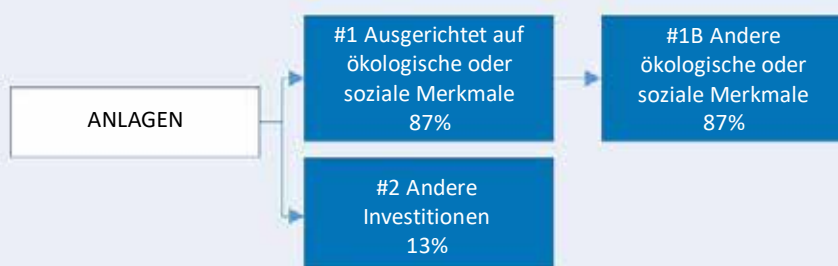 ANLAGEN
#1 Ausgerichtet auf
ökologische oder
soziale Merkmale
87%
#1B Andere
ökologische oder
soziale Merkmale
87%
#2 Andere
Investitionen
13%